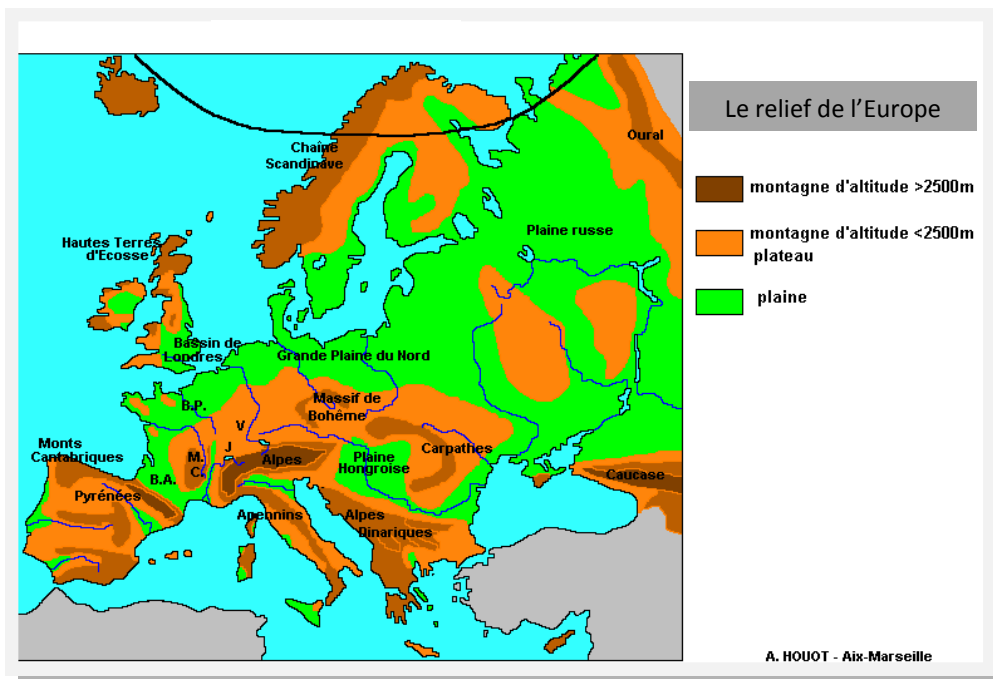 Le relief de l’Europe
montagne d'altitude >2500m
montagne d'altitude <2500m
plateau
plaine
Oural
Chaîne
Scandinave
Plaine russe
Hautes Terres
d'Ecosse
Bassin de
Londres
Grande Plaine du Nord
B.P.
Massif de
Bohême
V
J
Monts
Cantabriques
M.
C.
Alpes
Plaine
Hongroise
Carpathes
B.A.
Caucase
Pyrénées
Apennins
Alpes
Dinariques
A. HOUOT - Aix-Marseille